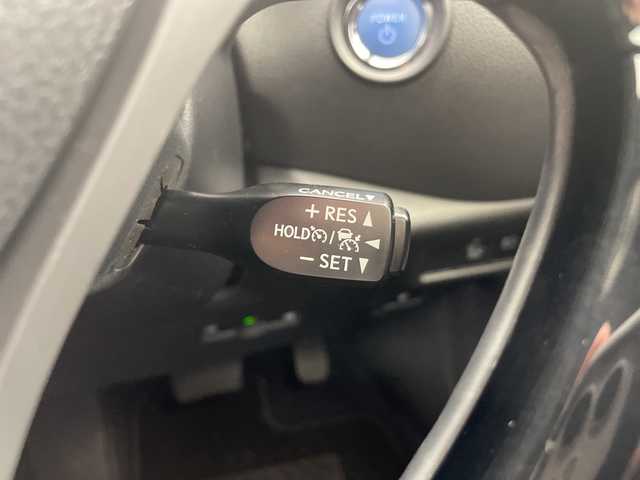 POWER
CANCEL▼
+ RES ▲
HOLD / ◄
− SET ▼